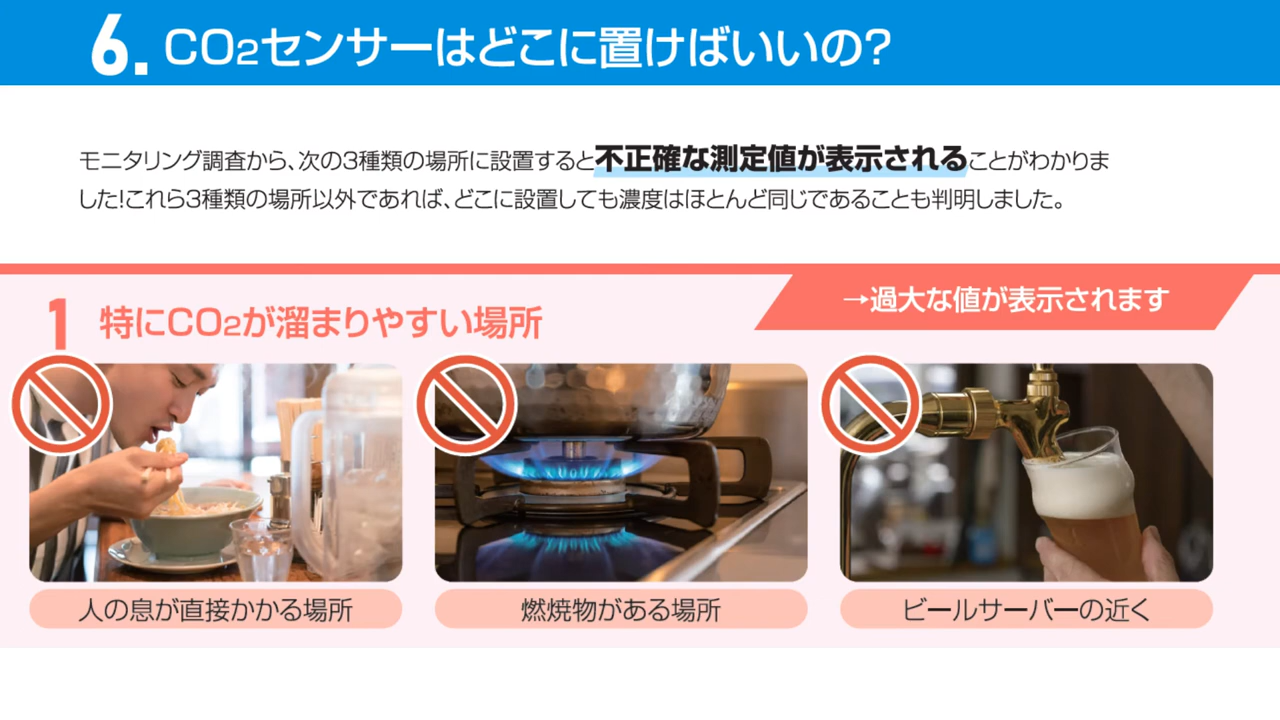 6. CO2センサーはどこに置けばいいの?
モニタリング調査から、次の3種類の場所に設置すると不正確な測定値が表示されることがわかりま
した!これら3種類の場所以外であれば、どこに設置しても濃度はほとんど同じであることも判明しました。
→過大な値が表示されます
1 特にCO2が溜まりやすい場所
人の息が直接かかる場所
燃焼物がある場所
ビールサーバーの近く